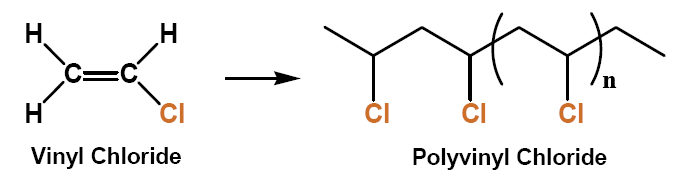 H H
C=C
H Cl
Cl Cl Cl n
Vinyl Chloride
Polyvinyl Chloride